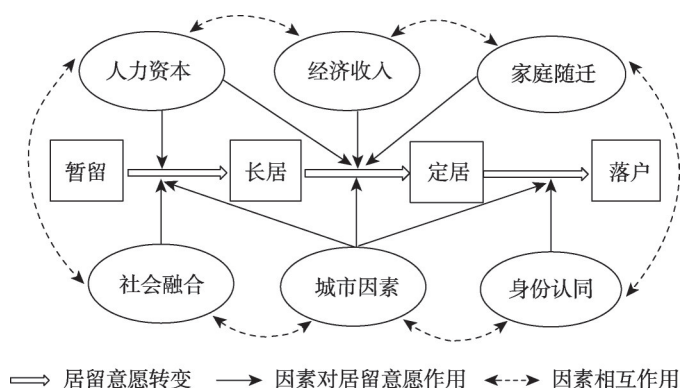 人力资本
经济收入
家庭随迁
暂留
长居
定居
落户
社会融合
城市因素
身份认同
居留意愿转变
因素对居留意愿作用
因素相互作用